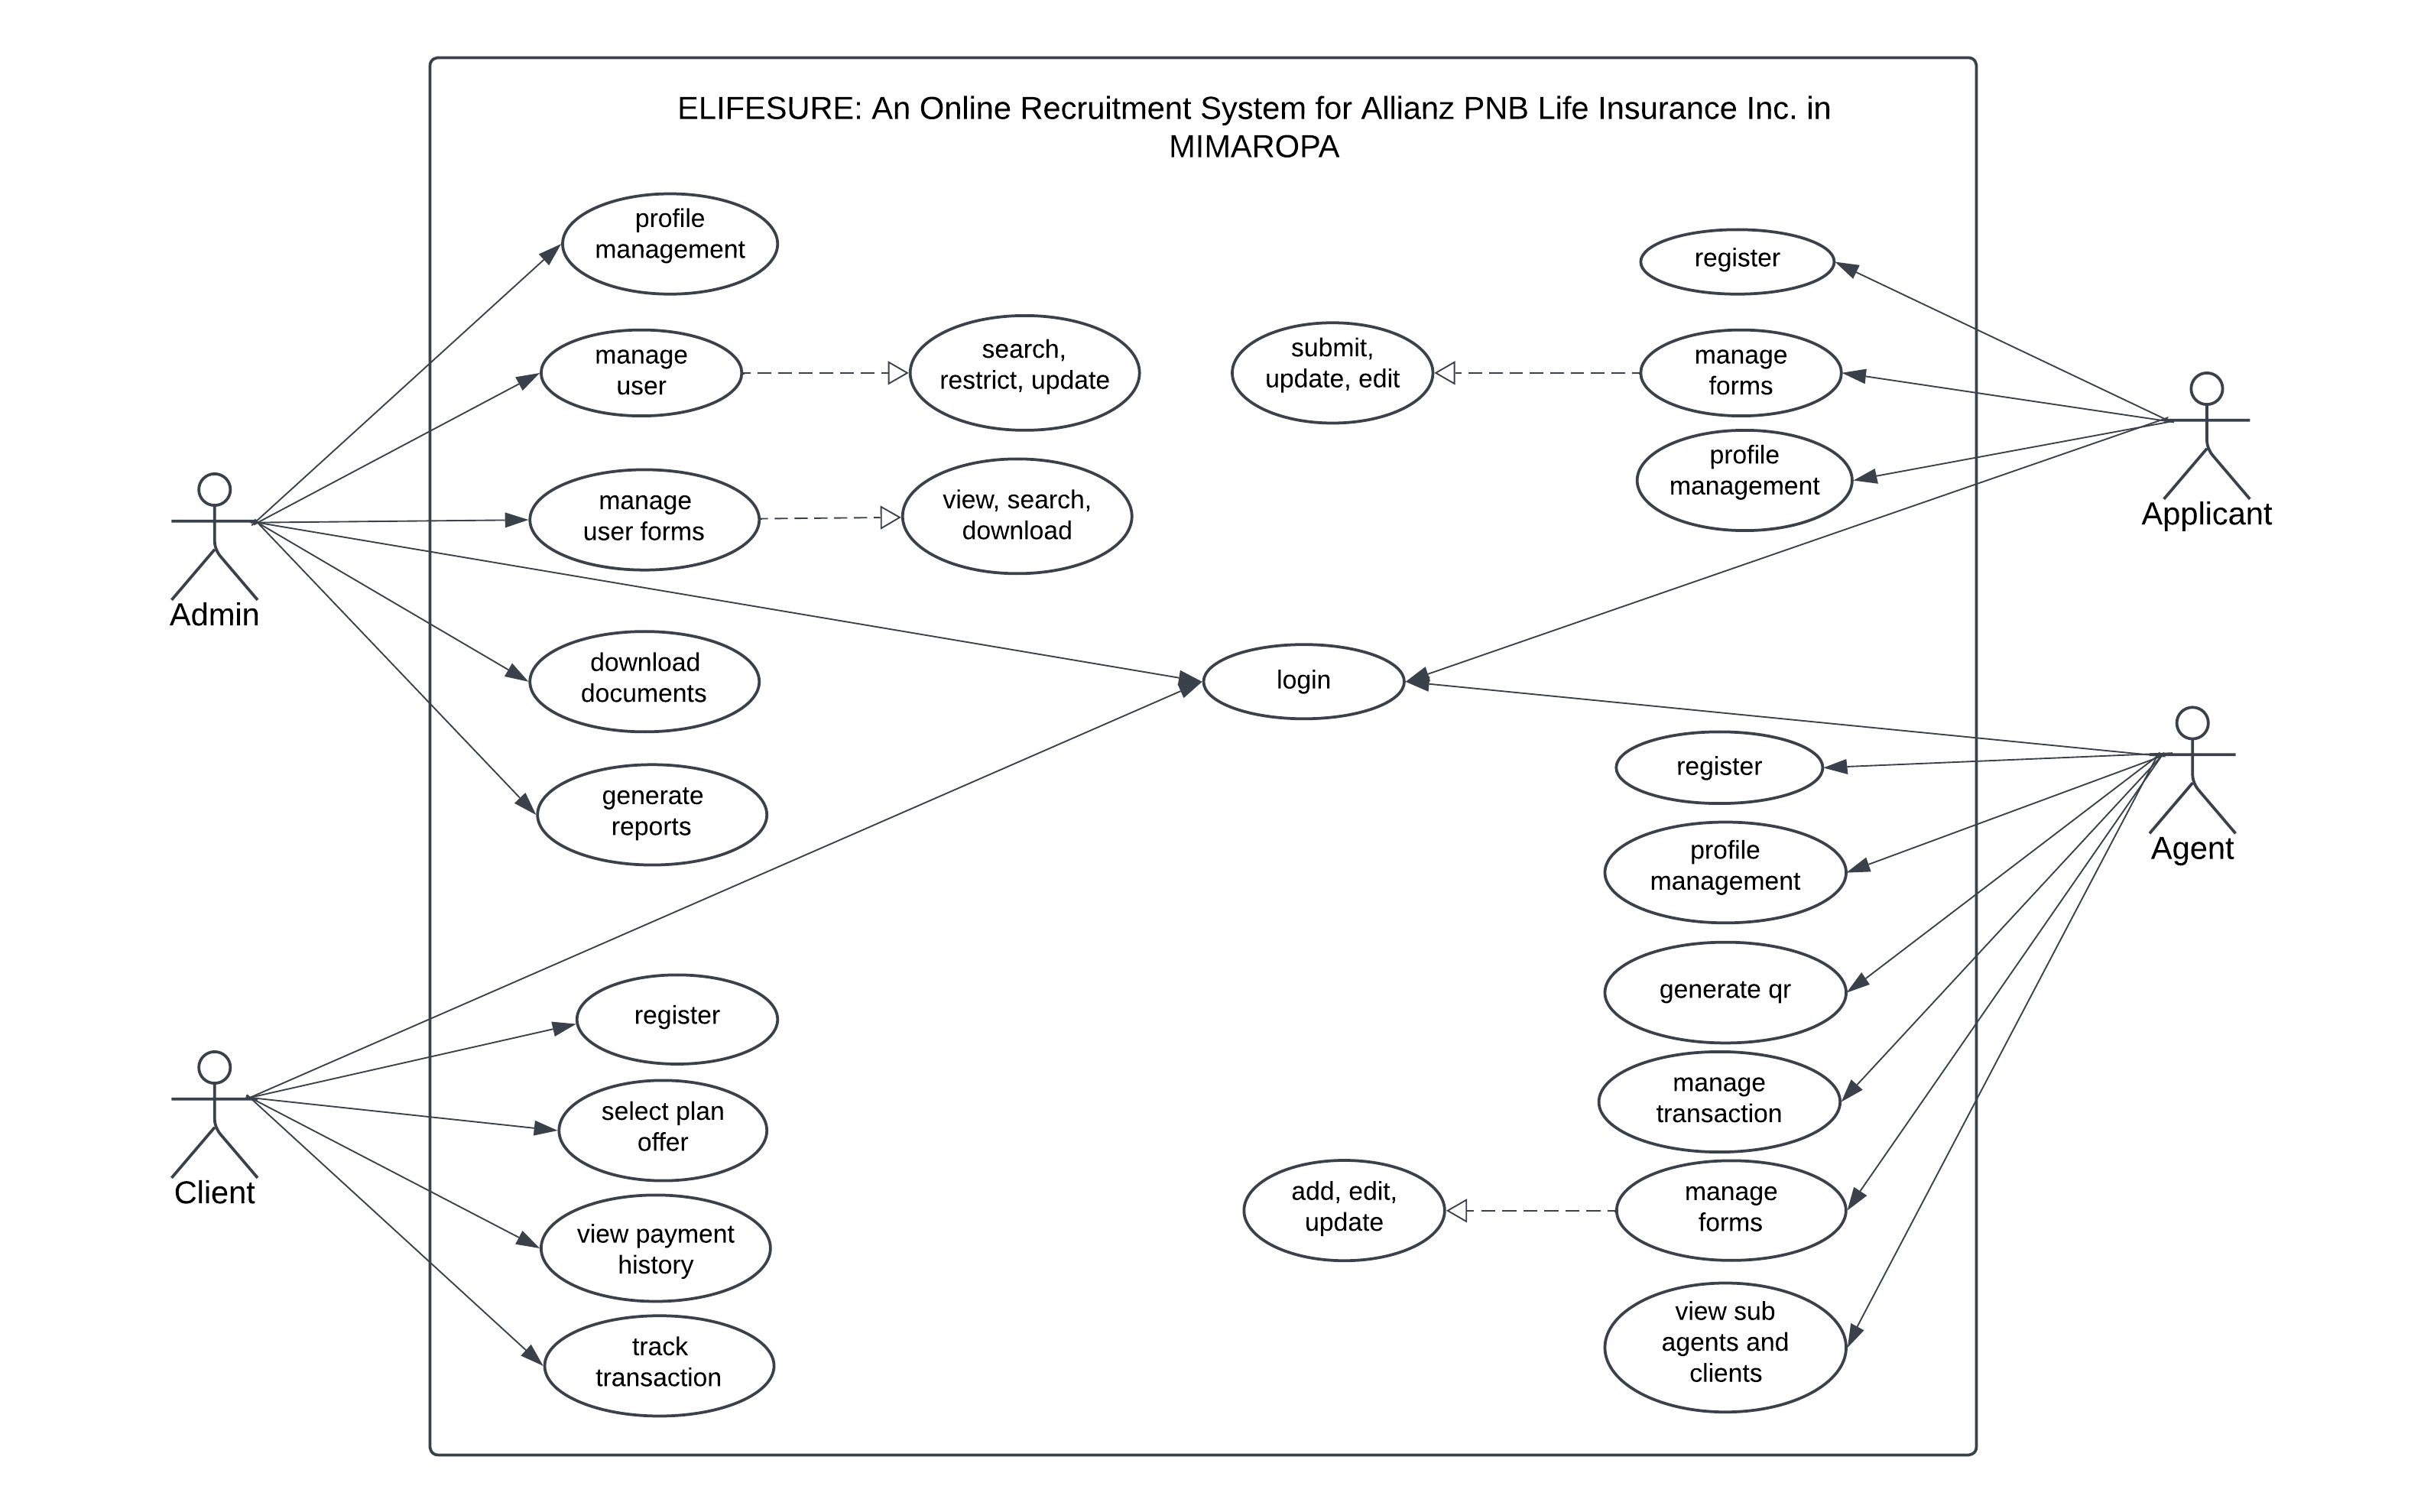 ELIFESURE: An Online Recruitment System for Allianz PNB Life Insurance Inc. in
MIMAROPA
profile
management
manage
user
search,
restrict, update
manage
user forms
view, search,
download
Admin
download
documents
generate
reports
login
register
submit,
update, edit
manage
forms
profile
management
Applicant
register
profile
management
generate qr
manage
transaction
add, edit,
update
manage
forms
view sub
agents and
clients
Agent
register
select plan
offer
Client
view payment
history
track
transaction